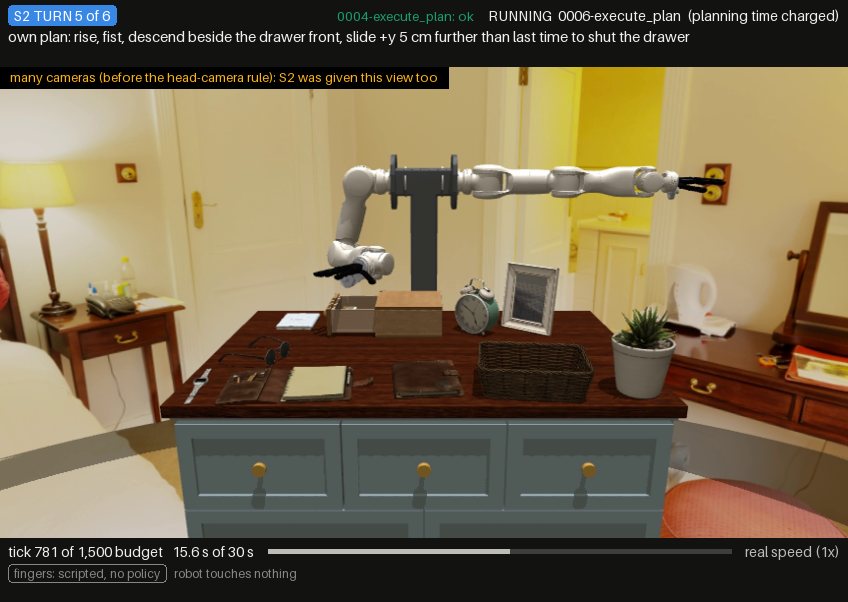 S2 TURN 5 of 6
0004-execute_plan: ok RUNNING 0006-execute_plan (planning time charged)
own plan: rise, fist, descend beside the drawer front, slide +y 5 cm further than last time to shut the drawer
many cameras (before the head-camera rule): S2 was given this view too
tick 781 of 1,500 budget 15.6 s of 30 s real speed (1x)
fingers: scripted, no policy robot touches nothing